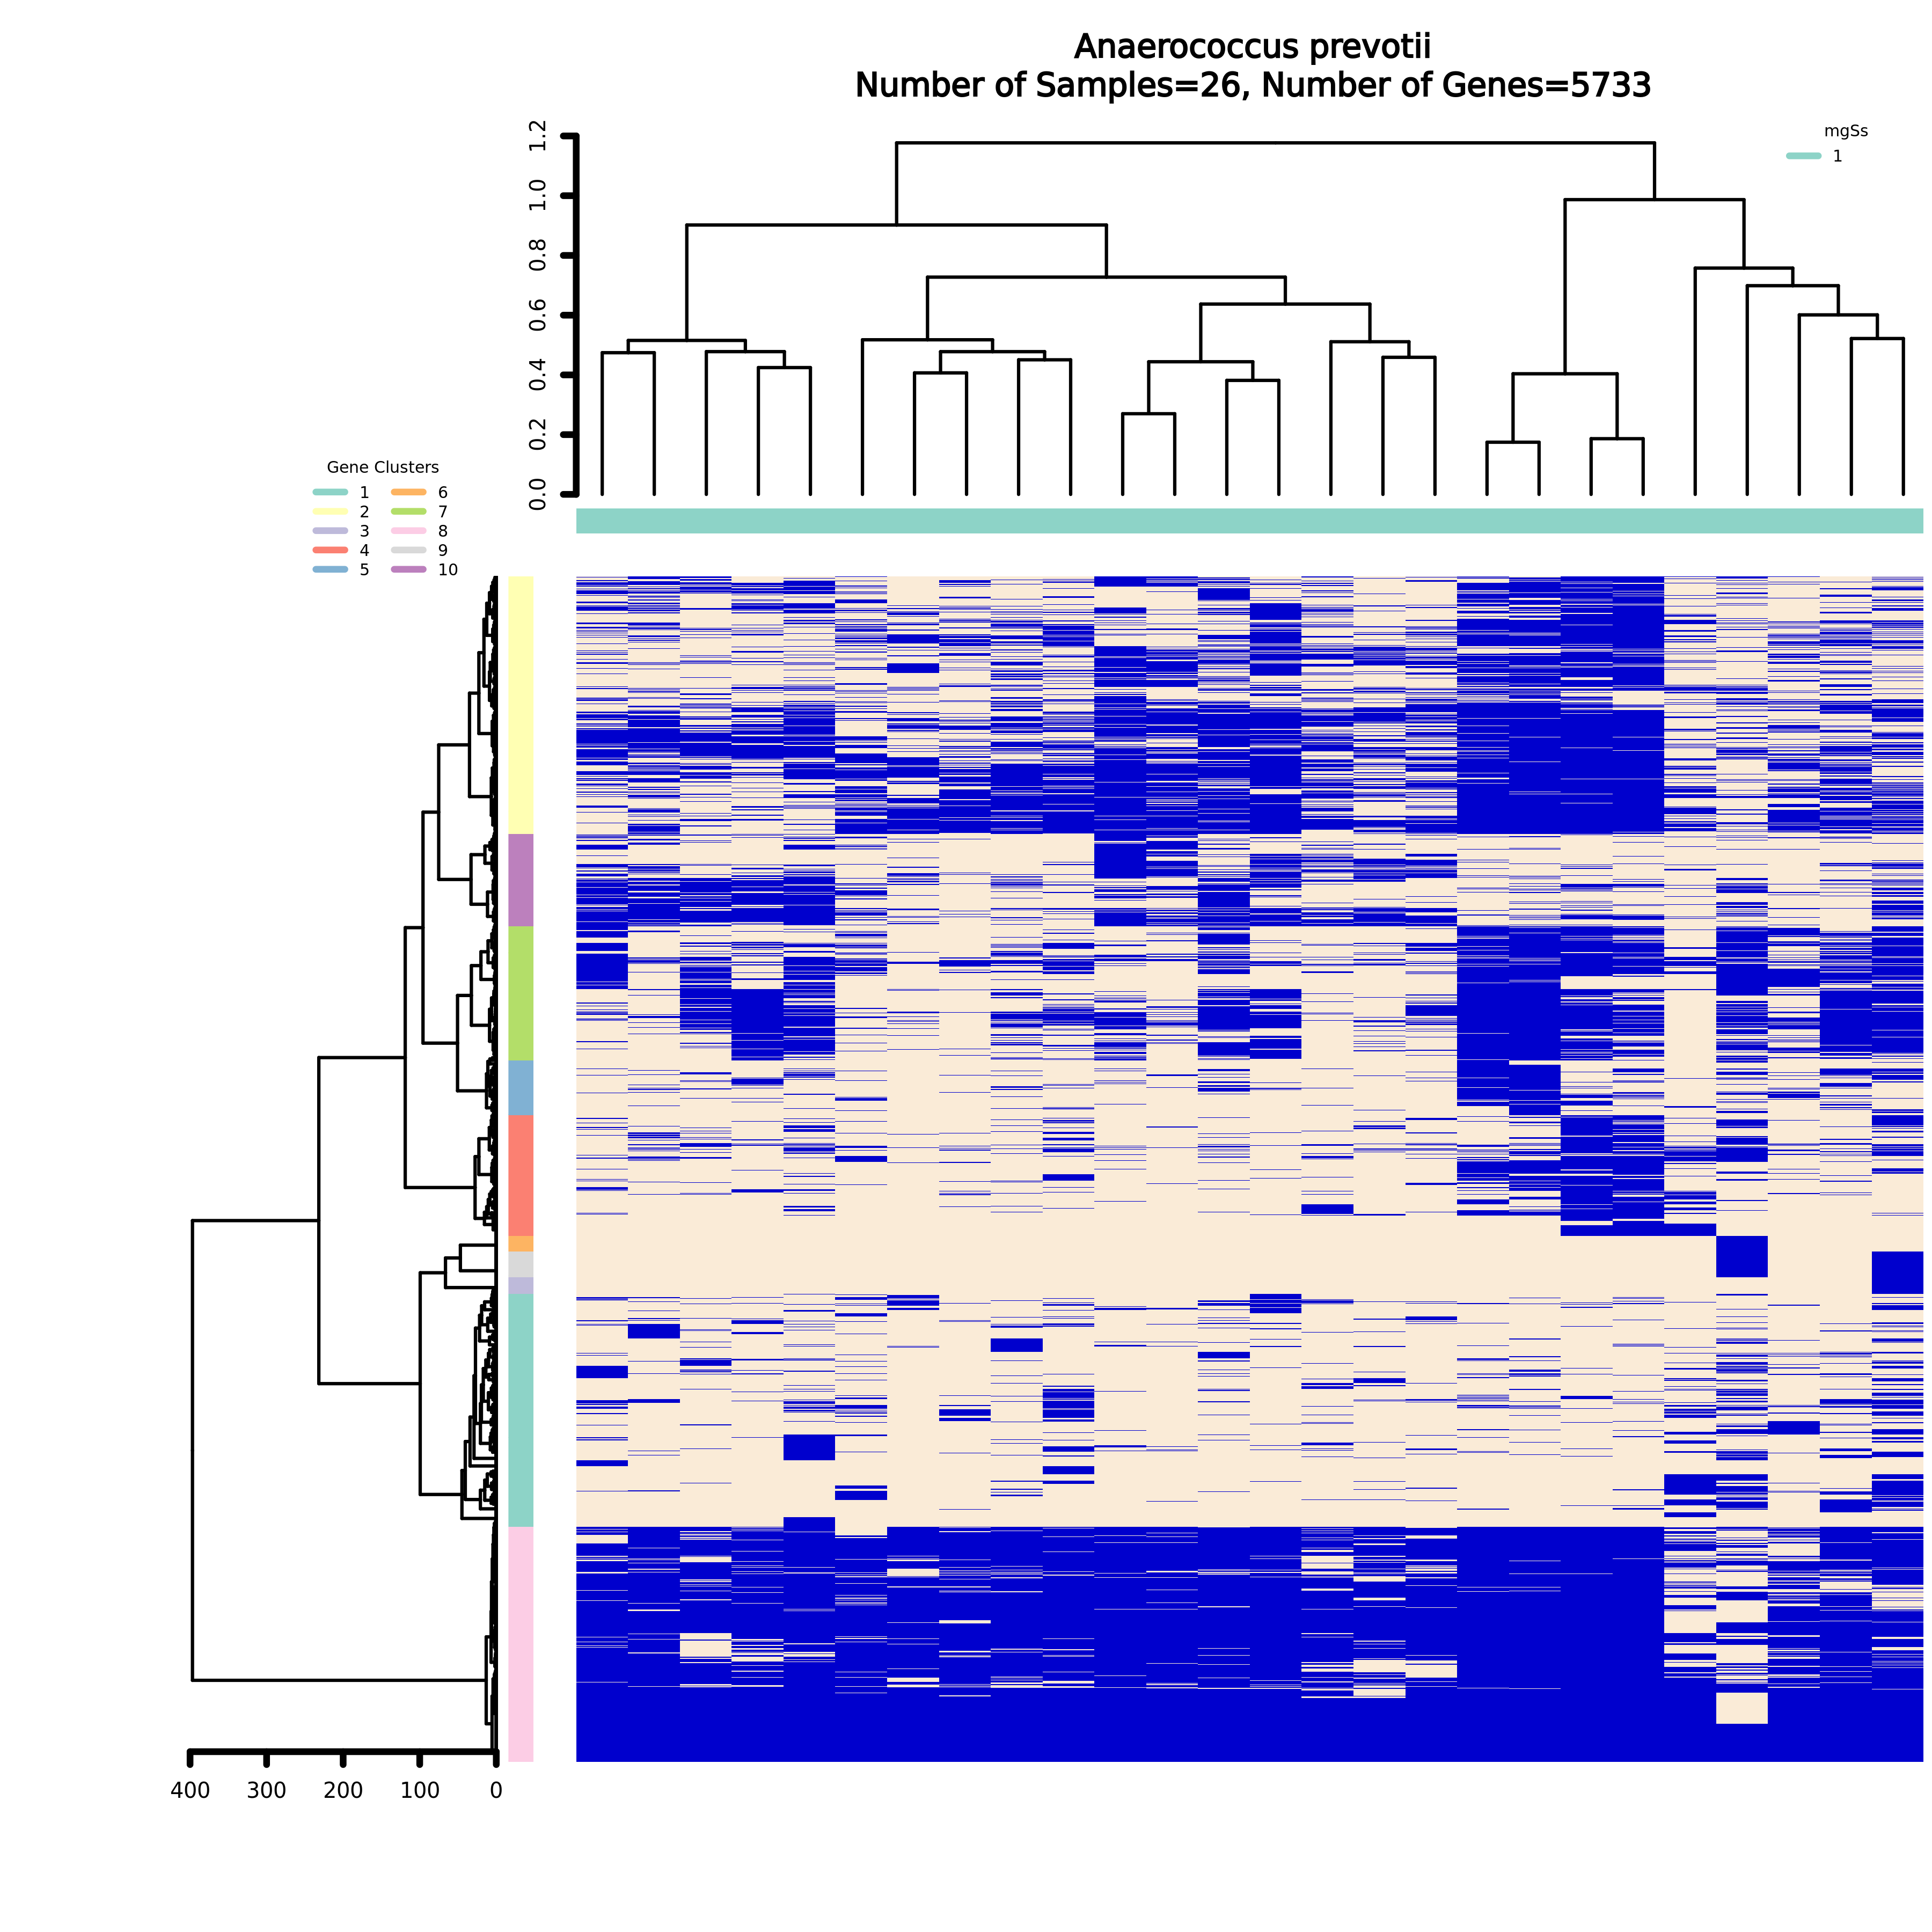 Anaerococcus prevotii
Number of Samples=26, Number of Genes=5733
mgSs
1
1.2
1.0
0.8
0.6
0.4
0.2
0.0
Gene Clusters
1 6
2 7
3 8
4 9
5 10
400 300 200 100 0